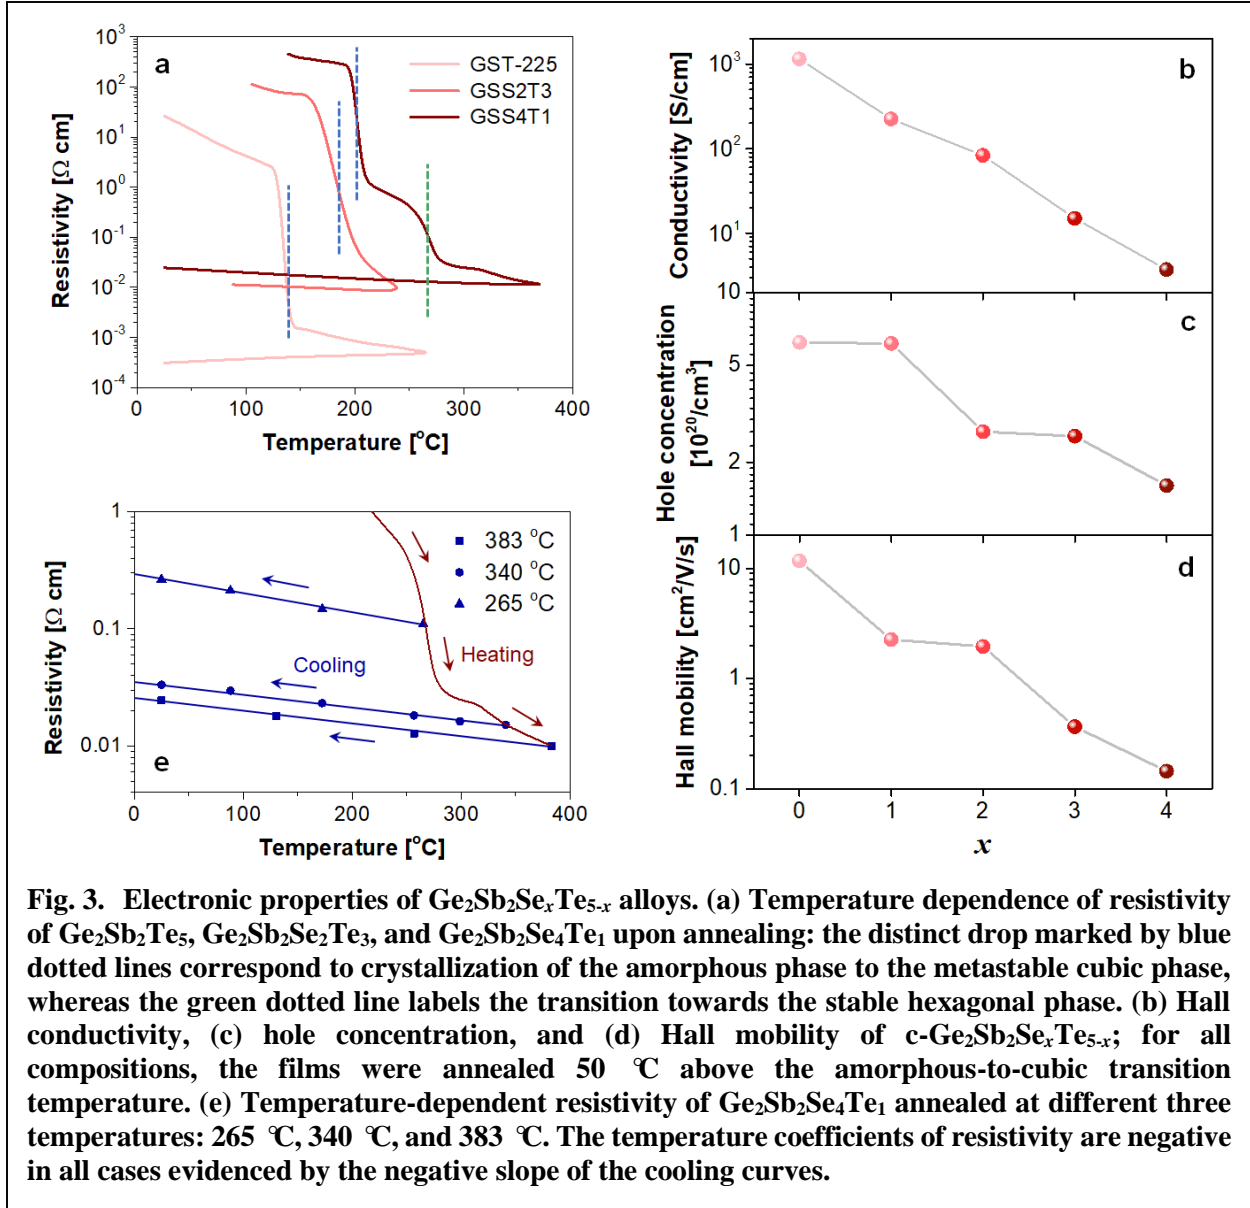 a
GST-225
GSS2T3
GSS4T1
10³
10²
10¹
10⁰
10⁻¹
10⁻²
10⁻³
10⁻⁴
Resistivity [Ω cm]
0
100
200
300
400
Temperature [°C]
b
10³
10²
10¹
10
Conductivity [S/cm]
c
5
2
1
Hole concentration
[10²⁰/cm³]
d
10
1
0.1
Hall mobility [cm²/V/s]
0
1
2
3
4
x
e
383 °C
340 °C
265 °C
Cooling
Heating
1
0.1
0.01
Resistivity [Ω cm]
0
100
200
300
400
Temperature [°C]
Fig. 3. Electronic properties of Ge₂Sb₂SeₓTe₅₋ₓ alloys. (a) Temperature dependence of resistivity
of Ge₂Sb₂Te₅, Ge₂Sb₂Se₂Te₃, and Ge₂Sb₂Se₄Te₁ upon annealing: the distinct drop marked by blue
dotted lines correspond to crystallization of the amorphous phase to the metastable cubic phase,
whereas the green dotted line labels the transition towards the stable hexagonal phase. (b) Hall
conductivity, (c) hole concentration, and (d) Hall mobility of c-Ge₂Sb₂SeₓTe₅₋ₓ; for all
compositions, the films were annealed 50 °C above the amorphous-to-cubic transition
temperature. (e) Temperature-dependent resistivity of Ge₂Sb₂Se₄Te₁ annealed at different three
temperatures: 265 °C, 340 °C, and 383 °C. The temperature coefficients of resistivity are negative
in all cases evidenced by the negative slope of the cooling curves.